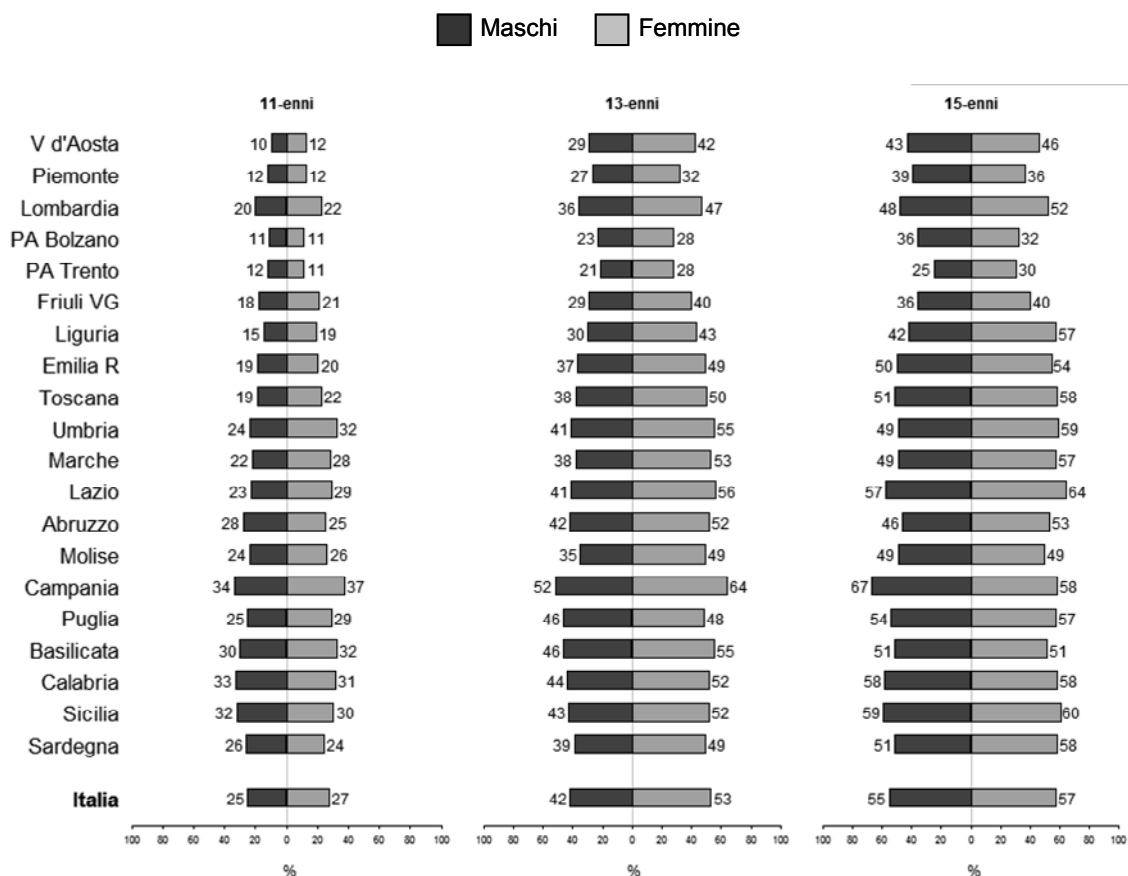 Maschi Femmine
11-enni 13-enni 15-enni
V d'Aosta 10 12 29 42 43 46
Piemonte 12 12 27 32 39 36
Lombardia 20 22 36 47 48 52
PA Bolzano 11 11 23 28 36 32
PA Trento 12 11 21 28 25 30
Friuli VG 18 21 29 40 36 40
Liguria 15 19 30 43 42 57
Emilia R 19 20 37 49 50 54
Toscana 19 22 38 50 51 58
Umbria 24 32 41 55 49 59
Marche 22 28 38 53 49 57
Lazio 23 29 41 56 57 64
Abruzzo 28 25 42 52 46 53
Molise 24 26 35 49 49 49
Campania 34 37 52 64 67 58
Puglia 25 29 46 48 54 57
Basilicata 30 32 46 55 51 51
Calabria 33 31 44 52 58 58
Sicilia 32 30 43 52 59 60
Sardegna 26 24 39 49 51 58
Italia 25 27 42 53 55 57
100 80 60 40 20 0 20 40 60 80 100 100 80 60 40 20 0 20 40 60 80 100 100 80 60 40 20 0 20 40 60 80 100
% % %